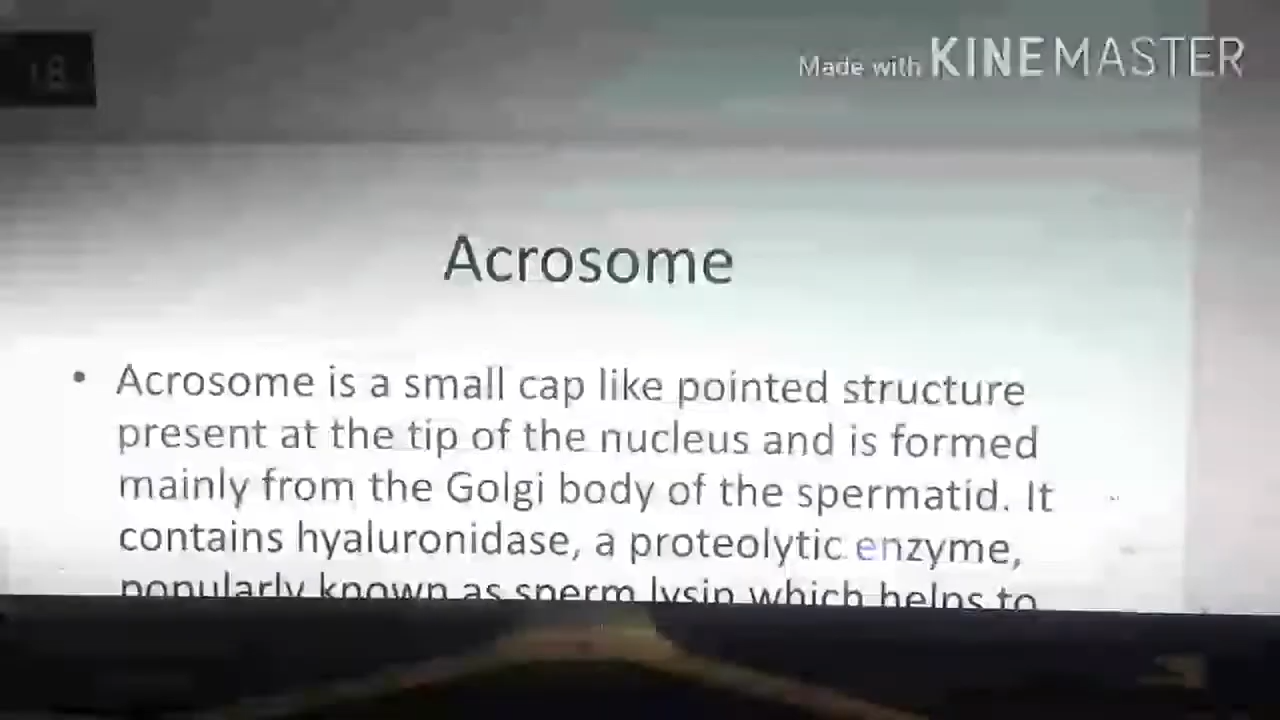 18
Made with KINEMASTER
Acrosome
• Acrosome is a small cap like pointed structure
present at the tip of the nucleus and is formed
mainly from the Golgi body of the spermatid. It
contains hyaluronidase, a proteolytic enzyme,
popularly known as sperm lysin which helps to